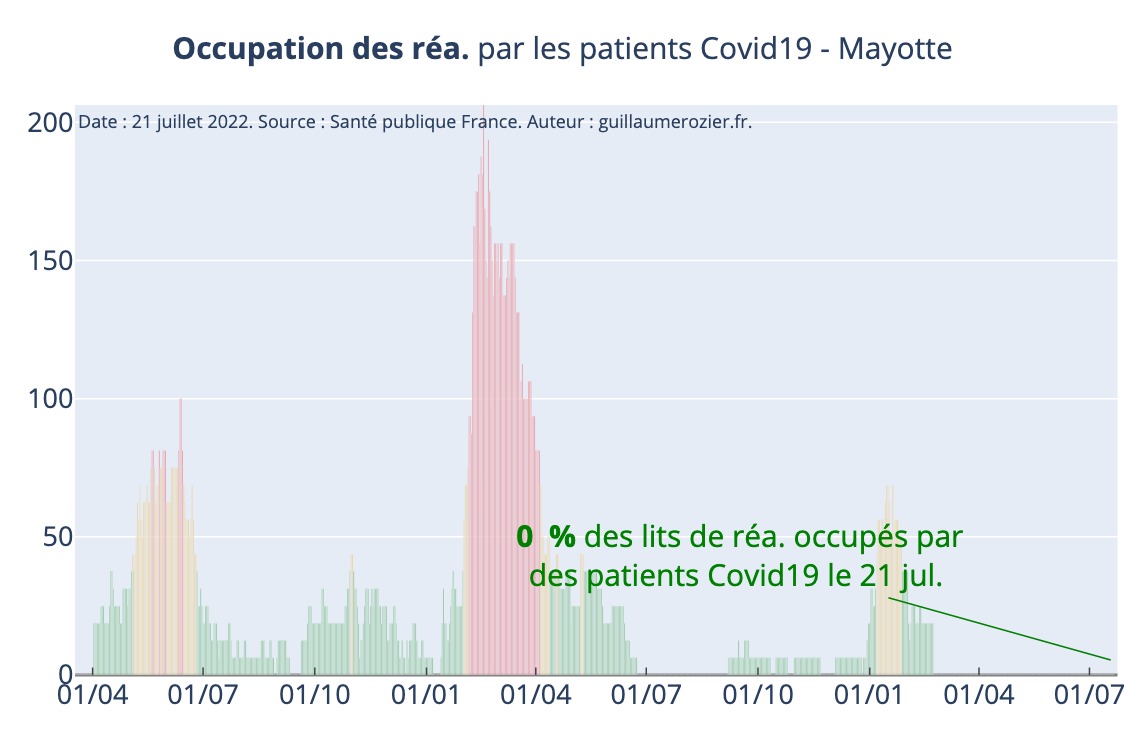 Occupation des réa. par les patients Covid19 - Mayotte
200
Date : 21 juillet 2022. Source : Santé publique France. Auteur : guillaumerozier.fr.
150
100
50
0 % des lits de réa. occupés par
des patients Covid19 le 21 jul.
0
01/04 01/07 01/10 01/01 01/04 01/07 01/10 01/01 01/04 01/07